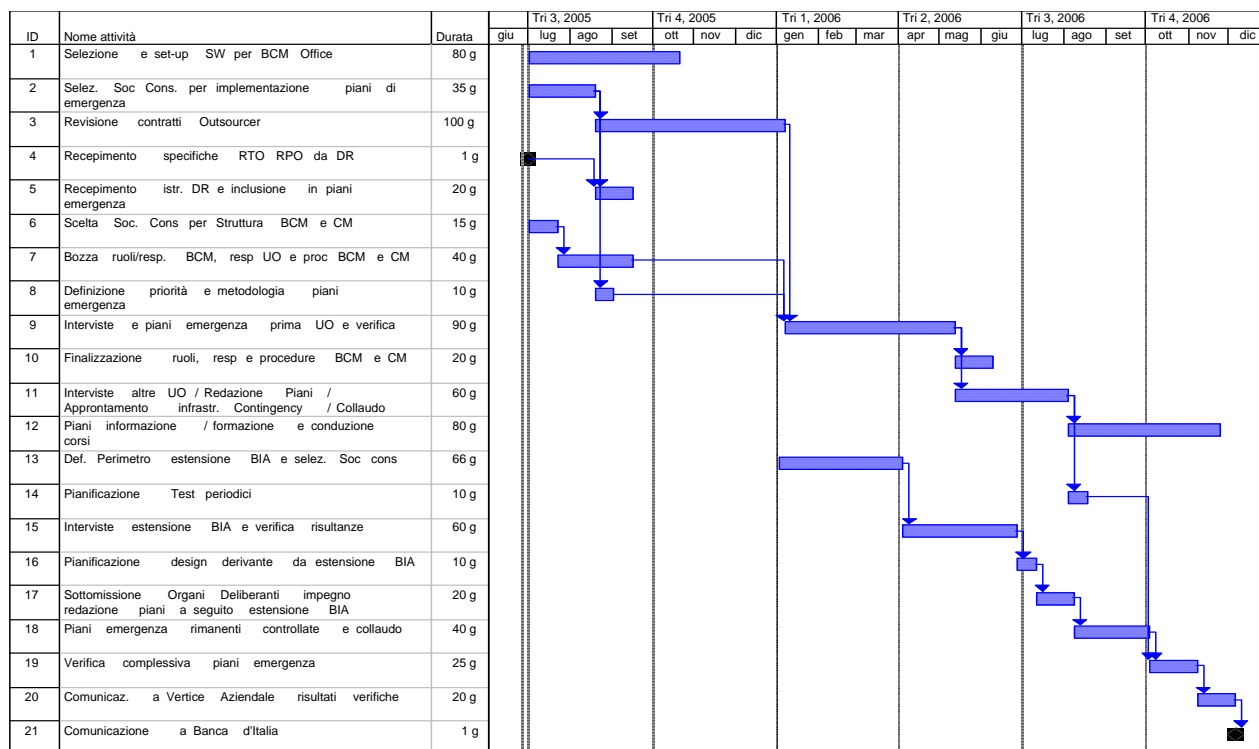 Tri 3, 2005 Tri 4, 2005 Tri 1, 2006 Tri 2, 2006 Tri 3, 2006 Tri 4, 2006
ID Nome attività Durata giu lug ago set ott nov dic gen feb mar apr mag giu lug ago set ott nov dic
1 Selezione e set-up SW per BCM Office 80 g
2 Selez. Soc Cons. per implementazione piani di 35 g
emergenza
3 Revisione contratti Outsourcer 100 g
4 Recepimento specifiche RTO RPO da DR 1 g
5 Recepimento istr. DR e inclusione in piani 20 g
emergenza
6 Scelta Soc. Cons per Struttura BCM e CM 15 g
7 Bozza ruoli/resp. BCM, resp UO e proc BCM e CM 40 g
8 Definizione priorità e metodologia piani 10 g
emergenza
9 Interviste e piani emergenza prima UO e verifica 90 g
10 Finalizzazione ruoli, resp e procedure BCM e CM 20 g
11 Interviste altre UO / Redazione Piani / 60 g
Approntamento infrastr. Contingency / Collaudo
12 Piani informazione / formazione e conduzione 80 g
corsi
13 Def. Perimetro estensione BIA e selez. Soc cons 66 g
14 Pianificazione Test periodici 10 g
15 Interviste estensione BIA e verifica risultanze 60 g
16 Pianificazione design derivante da estensione BIA 10 g
17 Sottomissione Organi Deliberanti impegno 20 g
redazione piani a seguito estensione BIA
18 Piani emergenza rimanenti controllate e collaudo 40 g
19 Verifica complessiva piani emergenza 25 g
20 Comunicaz. a Vertice Aziendale risultati verifiche 20 g
21 Comunicazione a Banca d'Italia 1 g